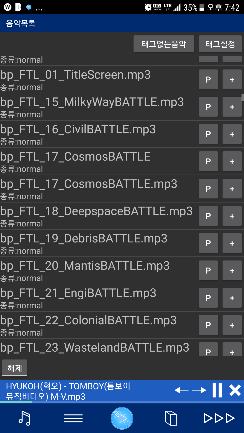 35% 오후 7:42
음악목록
태그없는음악 태그설정
종류:normal
bp_FTL_01_TitleScreen.mp3 P +
종류:normal
bp_FTL_15_MilkyWayBATTLE.mp3 P +
종류:normal
bp_FTL_16_CivilBATTLE.mp3 P +
종류:normal
bp_FTL_17_CosmosBATTLE P +
종류:normal
bp_FTL_17_CosmosBATTLE.mp3 P +
종류:normal
bp_FTL_18_DeepspaceBATTLE.mp3 P +
종류:normal
bp_FTL_19_DebrisBATTLE.mp3 P +
종류:normal
bp_FTL_20_MantisBATTLE.mp3 P +
종류:normal
bp_FTL_21_EngiBATTLE.mp3 P +
종류:normal
bp_FTL_22_ColonialBATTLE.mp3 P +
종류:normal
bp_FTL_23_WastelandBATTLE.mp3 P +
해제
HYUKOH(혁오) - TOMBOY(톰보이
뮤직비디오) M-V.mp3